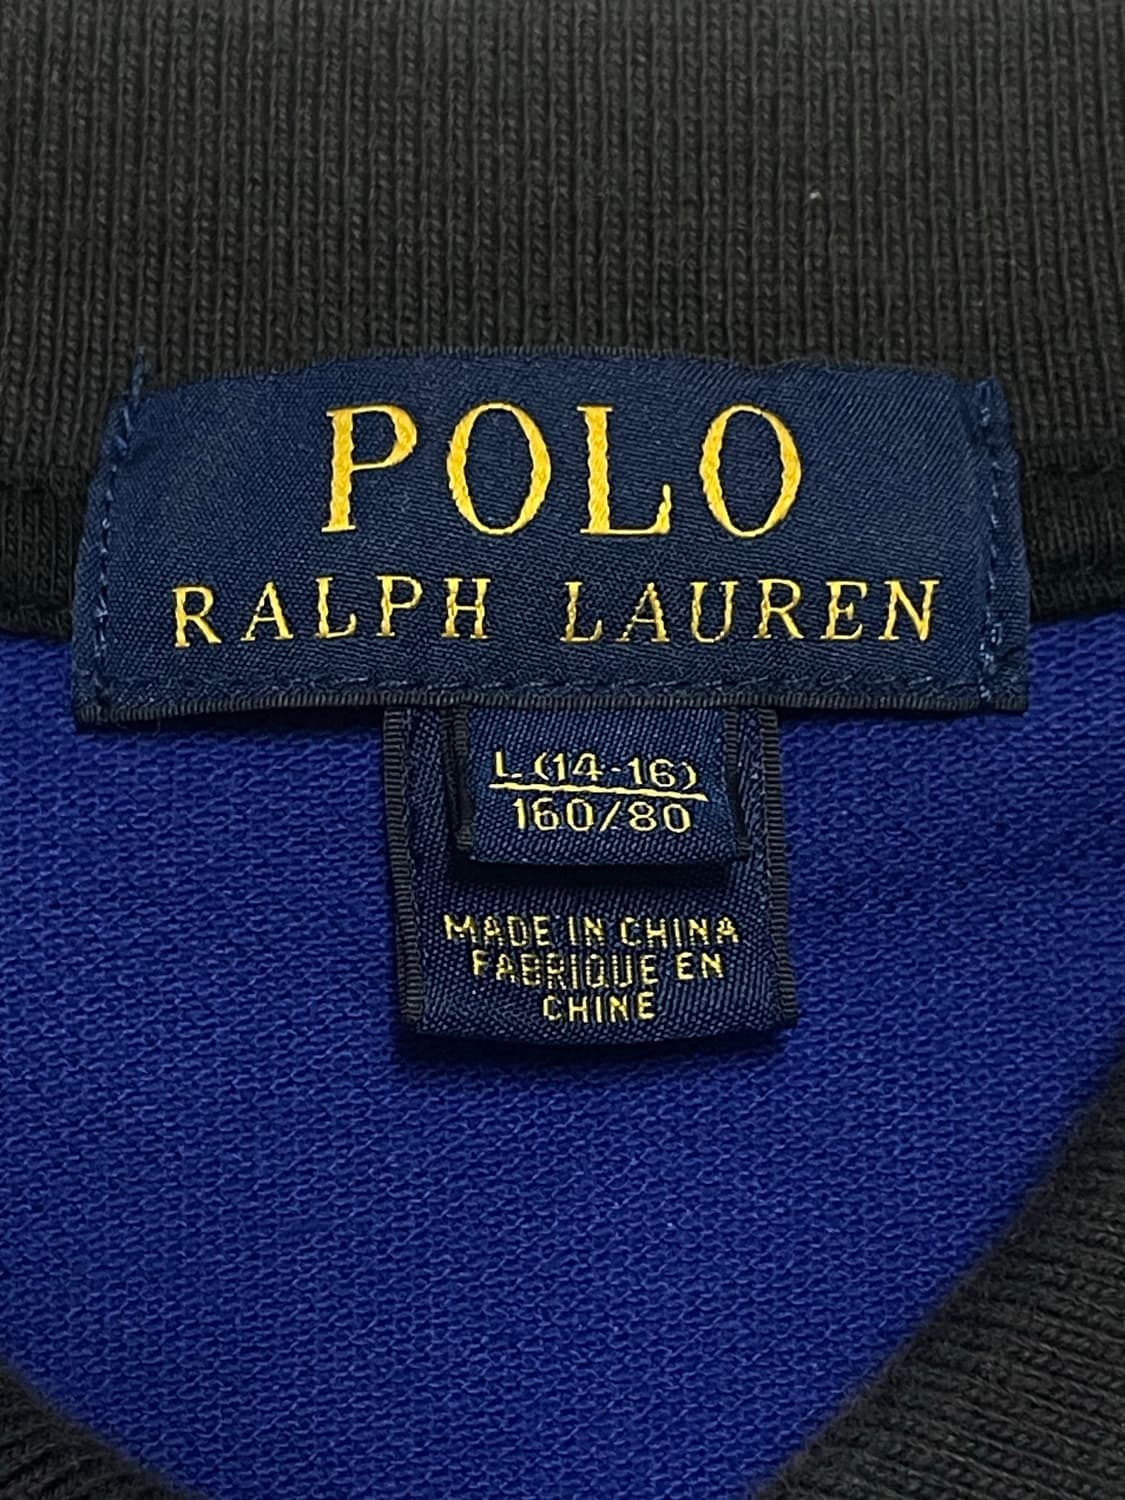 POLO
RALPH LAUREN
L (14-16)
160/80
MADE IN CHINA
FABRIQUE EN
CHINE